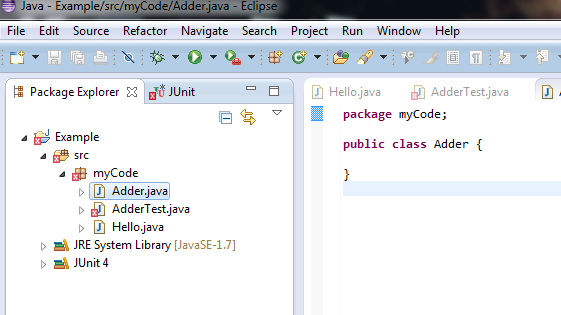 Java - Example/src/myCode/Adder.java - Eclipse
File Edit Source Refactor Navigate Search Project Run Window Help
Package Explorer JUnit
Hello.java AdderTest.java
Example
src
myCode
Adder.java
AdderTest.java
Hello.java
JRE System Library [JavaSE-1.7]
JUnit 4
package myCode;
public class Adder {
}